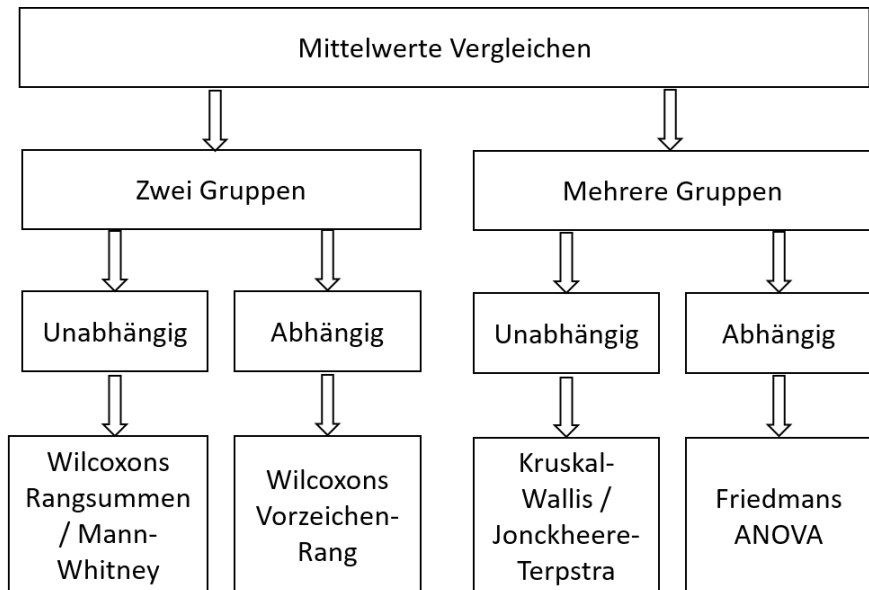 Mittelwerte Vergleichen
Zwei Gruppen
Mehrere Gruppen
Unabhängig
Abhängig
Unabhängig
Abhängig
Wilcoxons
Rangsummen
/ Mann-
Whitney
Wilcoxons
Vorzeichen-
Rang
Kruskal-
Wallis /
Jonckheere-
Terpstra
Friedmans
ANOVA